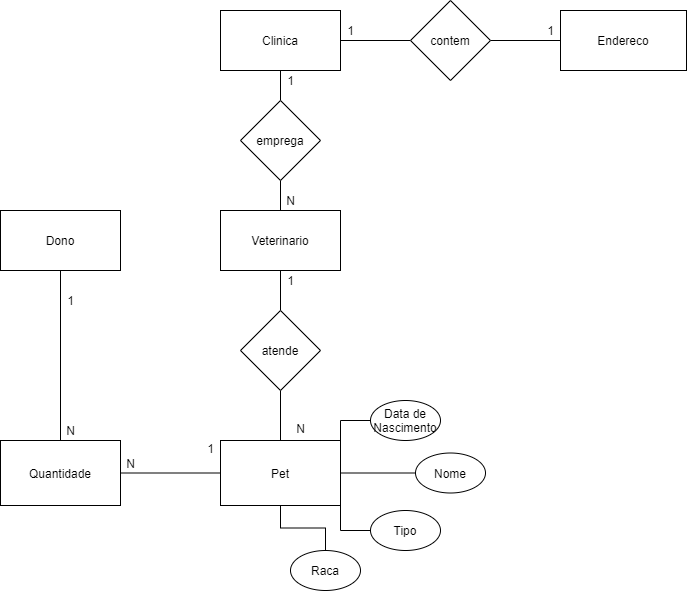 Clinica
1
contem
1
Endereco
1
emprega
N
Dono
Veterinario
1
1
atende
Data de
Nascimento
N
N
1
N
Quantidade
Pet
Nome
Tipo
Raca